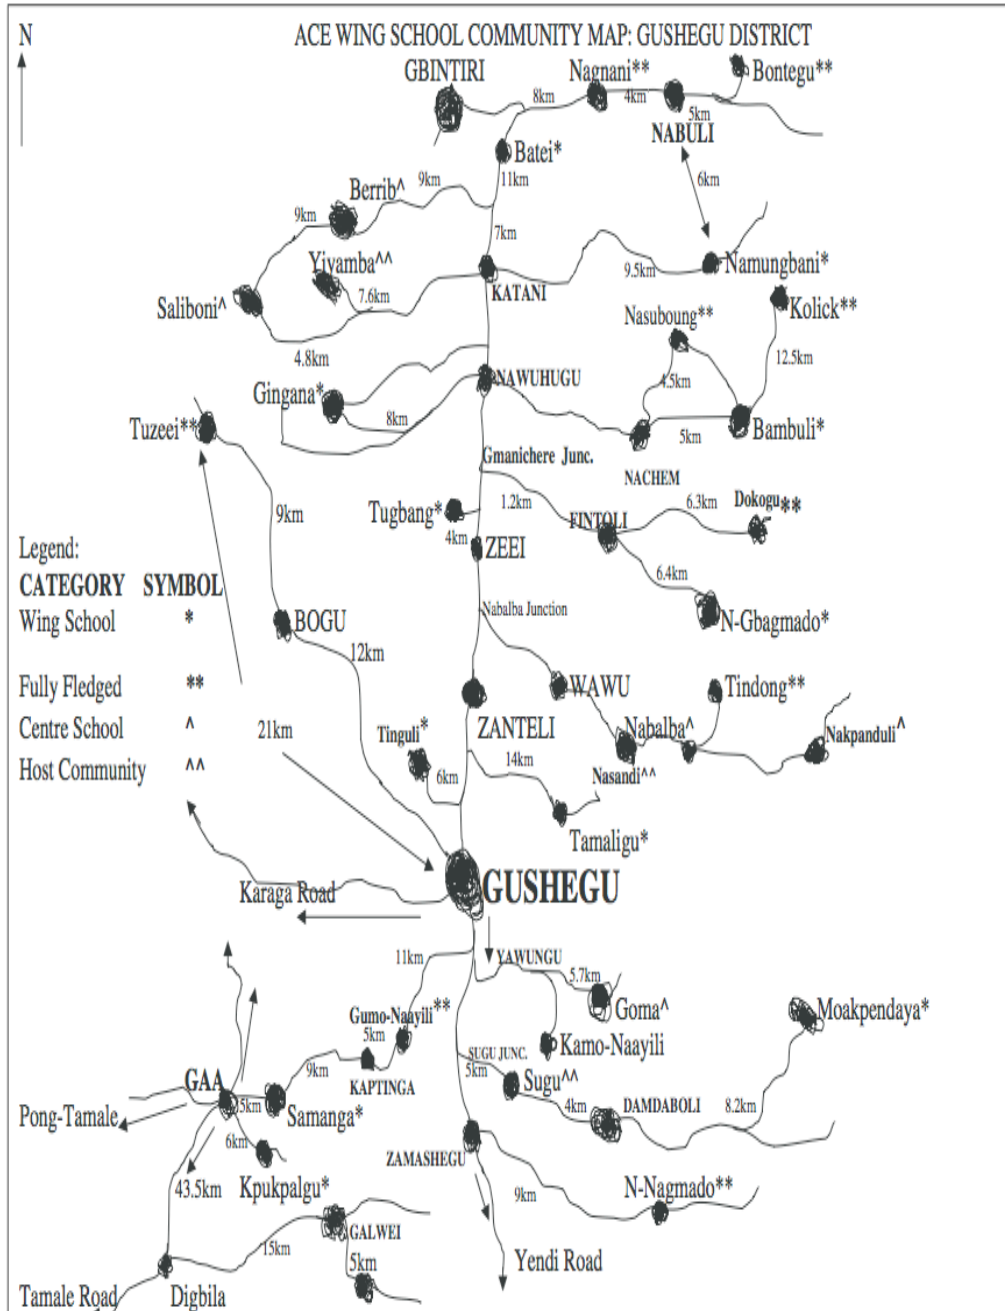 N
ACE WING SCHOOL COMMUNITY MAP: GUSHEGU DISTRICT
GBINTIRI
Nagnani**
Bontegu**
8km
4km
5km
NABULI
Batei*
11km
6km
Berrib^
9km
9km
7km
Yiyamba^^
9.5km
Namungbani*
7.6km
KATANI
Saliboni^
Kolick**
Nasuboung**
4.8km
12.5km
NAWUHUGU
4.5km
Gingana*
8km
Tuzeei**
5km
Bambuli*
Gmanichere Junc.
NACHEM
1.2km
6.3km
Dokogu**
9km
Tugbang*
FINTOLI
4km
ZEEI
Legend:
6.4km
CATEGORY SYMBOL
Nabalba Junction
Wing School *
BOGU
N-Gbagmado*
12km
Fully Fledged **
WAWU
Tindong**
Centre School ^
21km
Tinguli*
ZANTELI
Nabalba^
Nakpanduli^
Host Community ^^
14km
Nasandi^^
6km
Tamaligu*
GUSHEGU
Karaga Road
11km
YAWUNGU
5.7km
Gumo-Naayili**
Goma^
Moakpendaya*
5km
Kamo-Naayili
SUGU JUNC.
9km
KAPTINGA
5km
Sugu^^
GAA
4km
DAMDABOLI
8.2km
5km
Pong-Tamale
Samanga*
6km
ZAMASHEGU
43.5km
Kpukpalgu*
9km
N-Nagmado**
GALWEI
15km
5km
Yendi Road
Tamale Road
Digbila